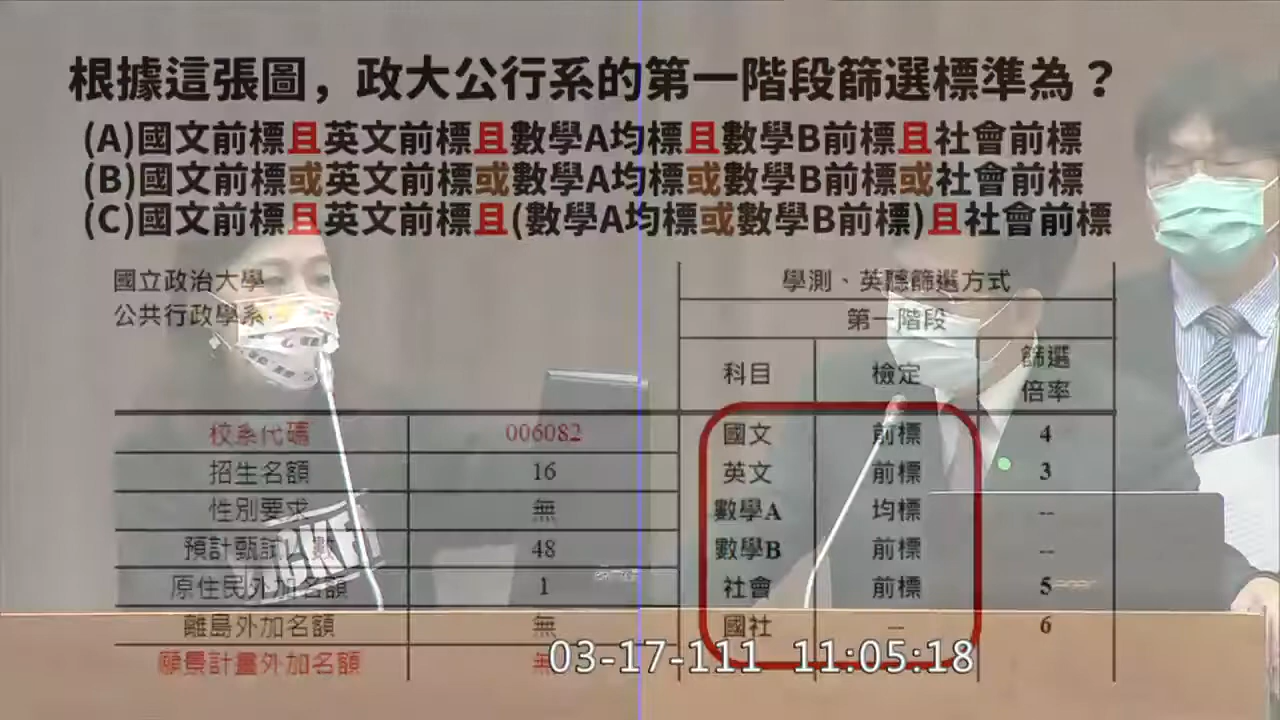 根據這張圖，政大公行系的第一階段篩選標準為？
(A)國文前標且英文前標且數學A均標且數學B前標且社會前標
(B)國文前標或英文前標或數學A均標或數學B前標或社會前標
(C)國文前標且英文前標且(數學A均標或數學B前標)且社會前標
國立政治大學
公共行政學系
學測、英聽篩選方式
第一階段
科目 檢定 篩選
倍率
校系代碼 006082 國文 前標 4
招生名額 16 英文 前標 3
性別要求 無 數學A 均標 --
預計甄試人數 48 數學B 前標 --
原住民外加名額 1 社會 前標 5
離島外加名額 無 國社 -- 6
願景計畫外加名額 無
03-17-111 11:05:18
acer